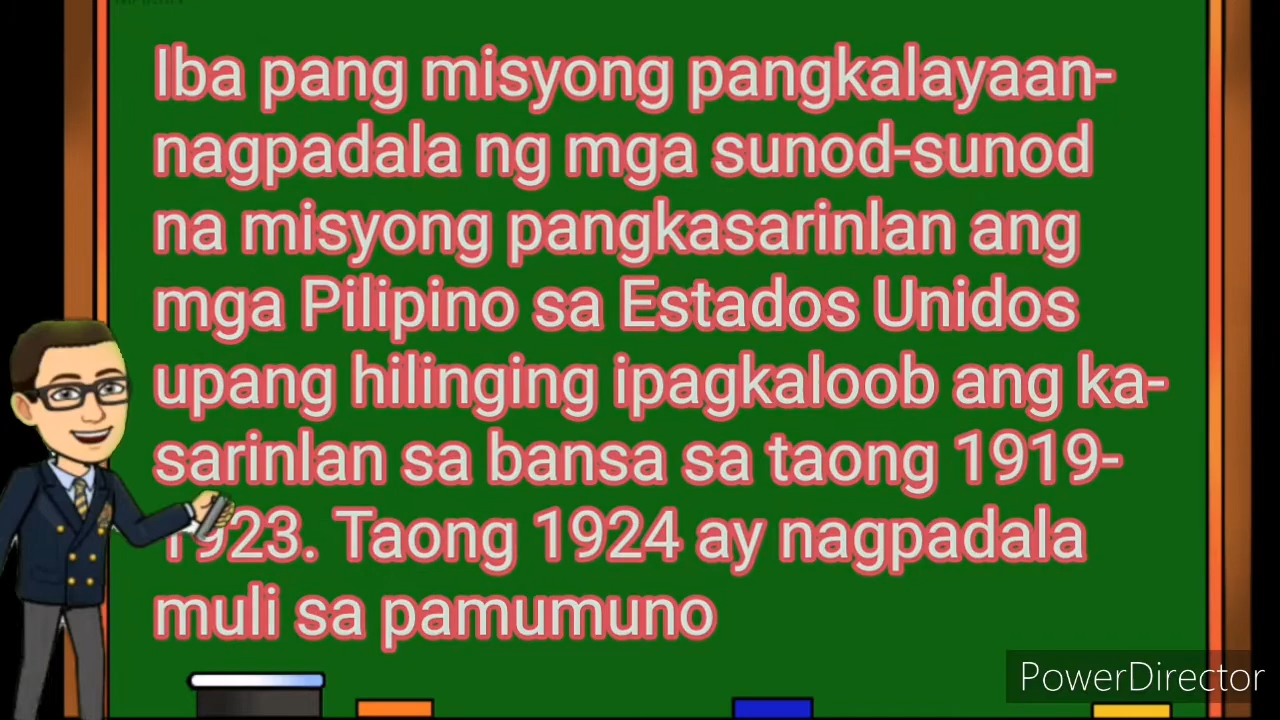 Iba pang misyong pangkalayaan-
nagpadala ng mga sunod-sunod
na misyong pangkasarinlan ang
mga Pilipino sa Estados Unidos
upang hilinging ipagkaloob ang ka-
sarinlan sa bansa sa taong 1919-
1923. Taong 1924 ay nagpadala
muli sa pamumuno
PowerDirector